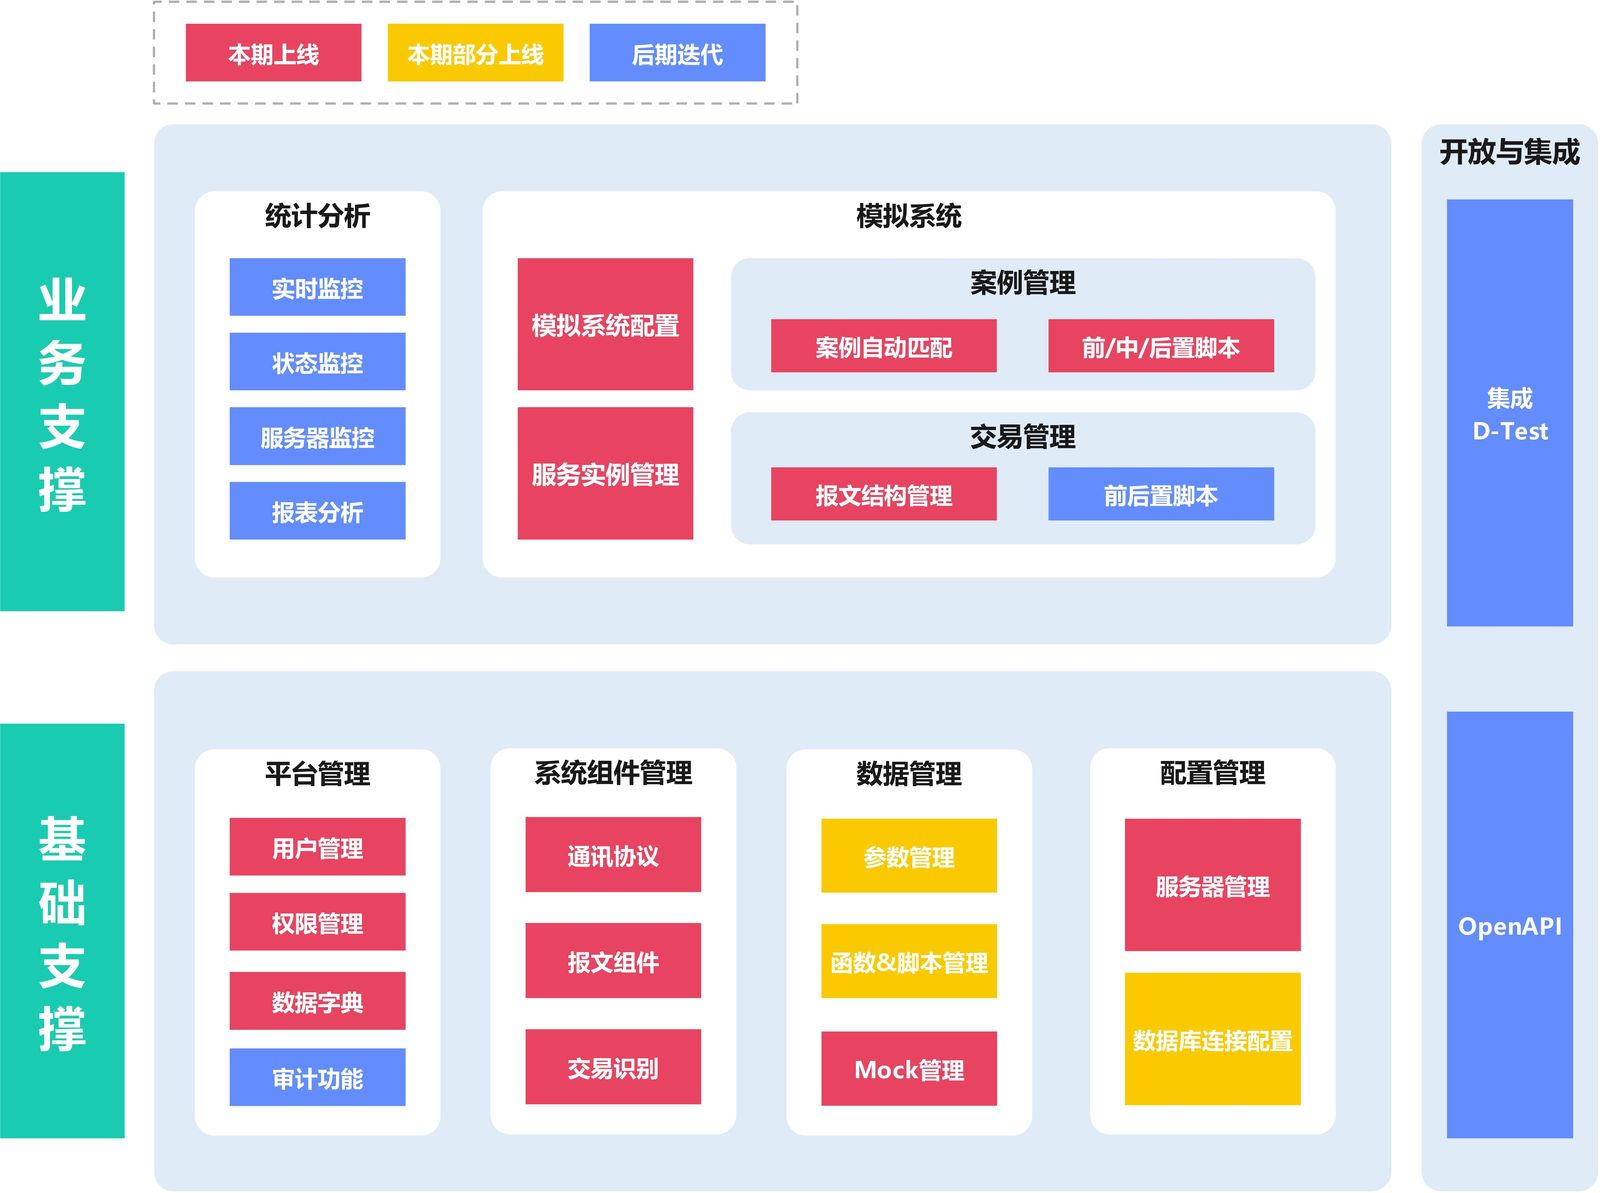 本期上线
本期部分上线
后期迭代
业务支撑
统计分析
实时监控
状态监控
服务器监控
报表分析
模拟系统
模拟系统配置
服务实例管理
案例管理
案例自动匹配
前/中/后置脚本
交易管理
报文结构管理
前后置脚本
开放与集成
集成
D-Test
OpenAPI
基础支撑
平台管理
用户管理
权限管理
数据字典
审计功能
系统组件管理
通讯协议
报文组件
交易识别
数据管理
参数管理
函数&脚本管理
Mock管理
配置管理
服务器管理
数据库连接配置